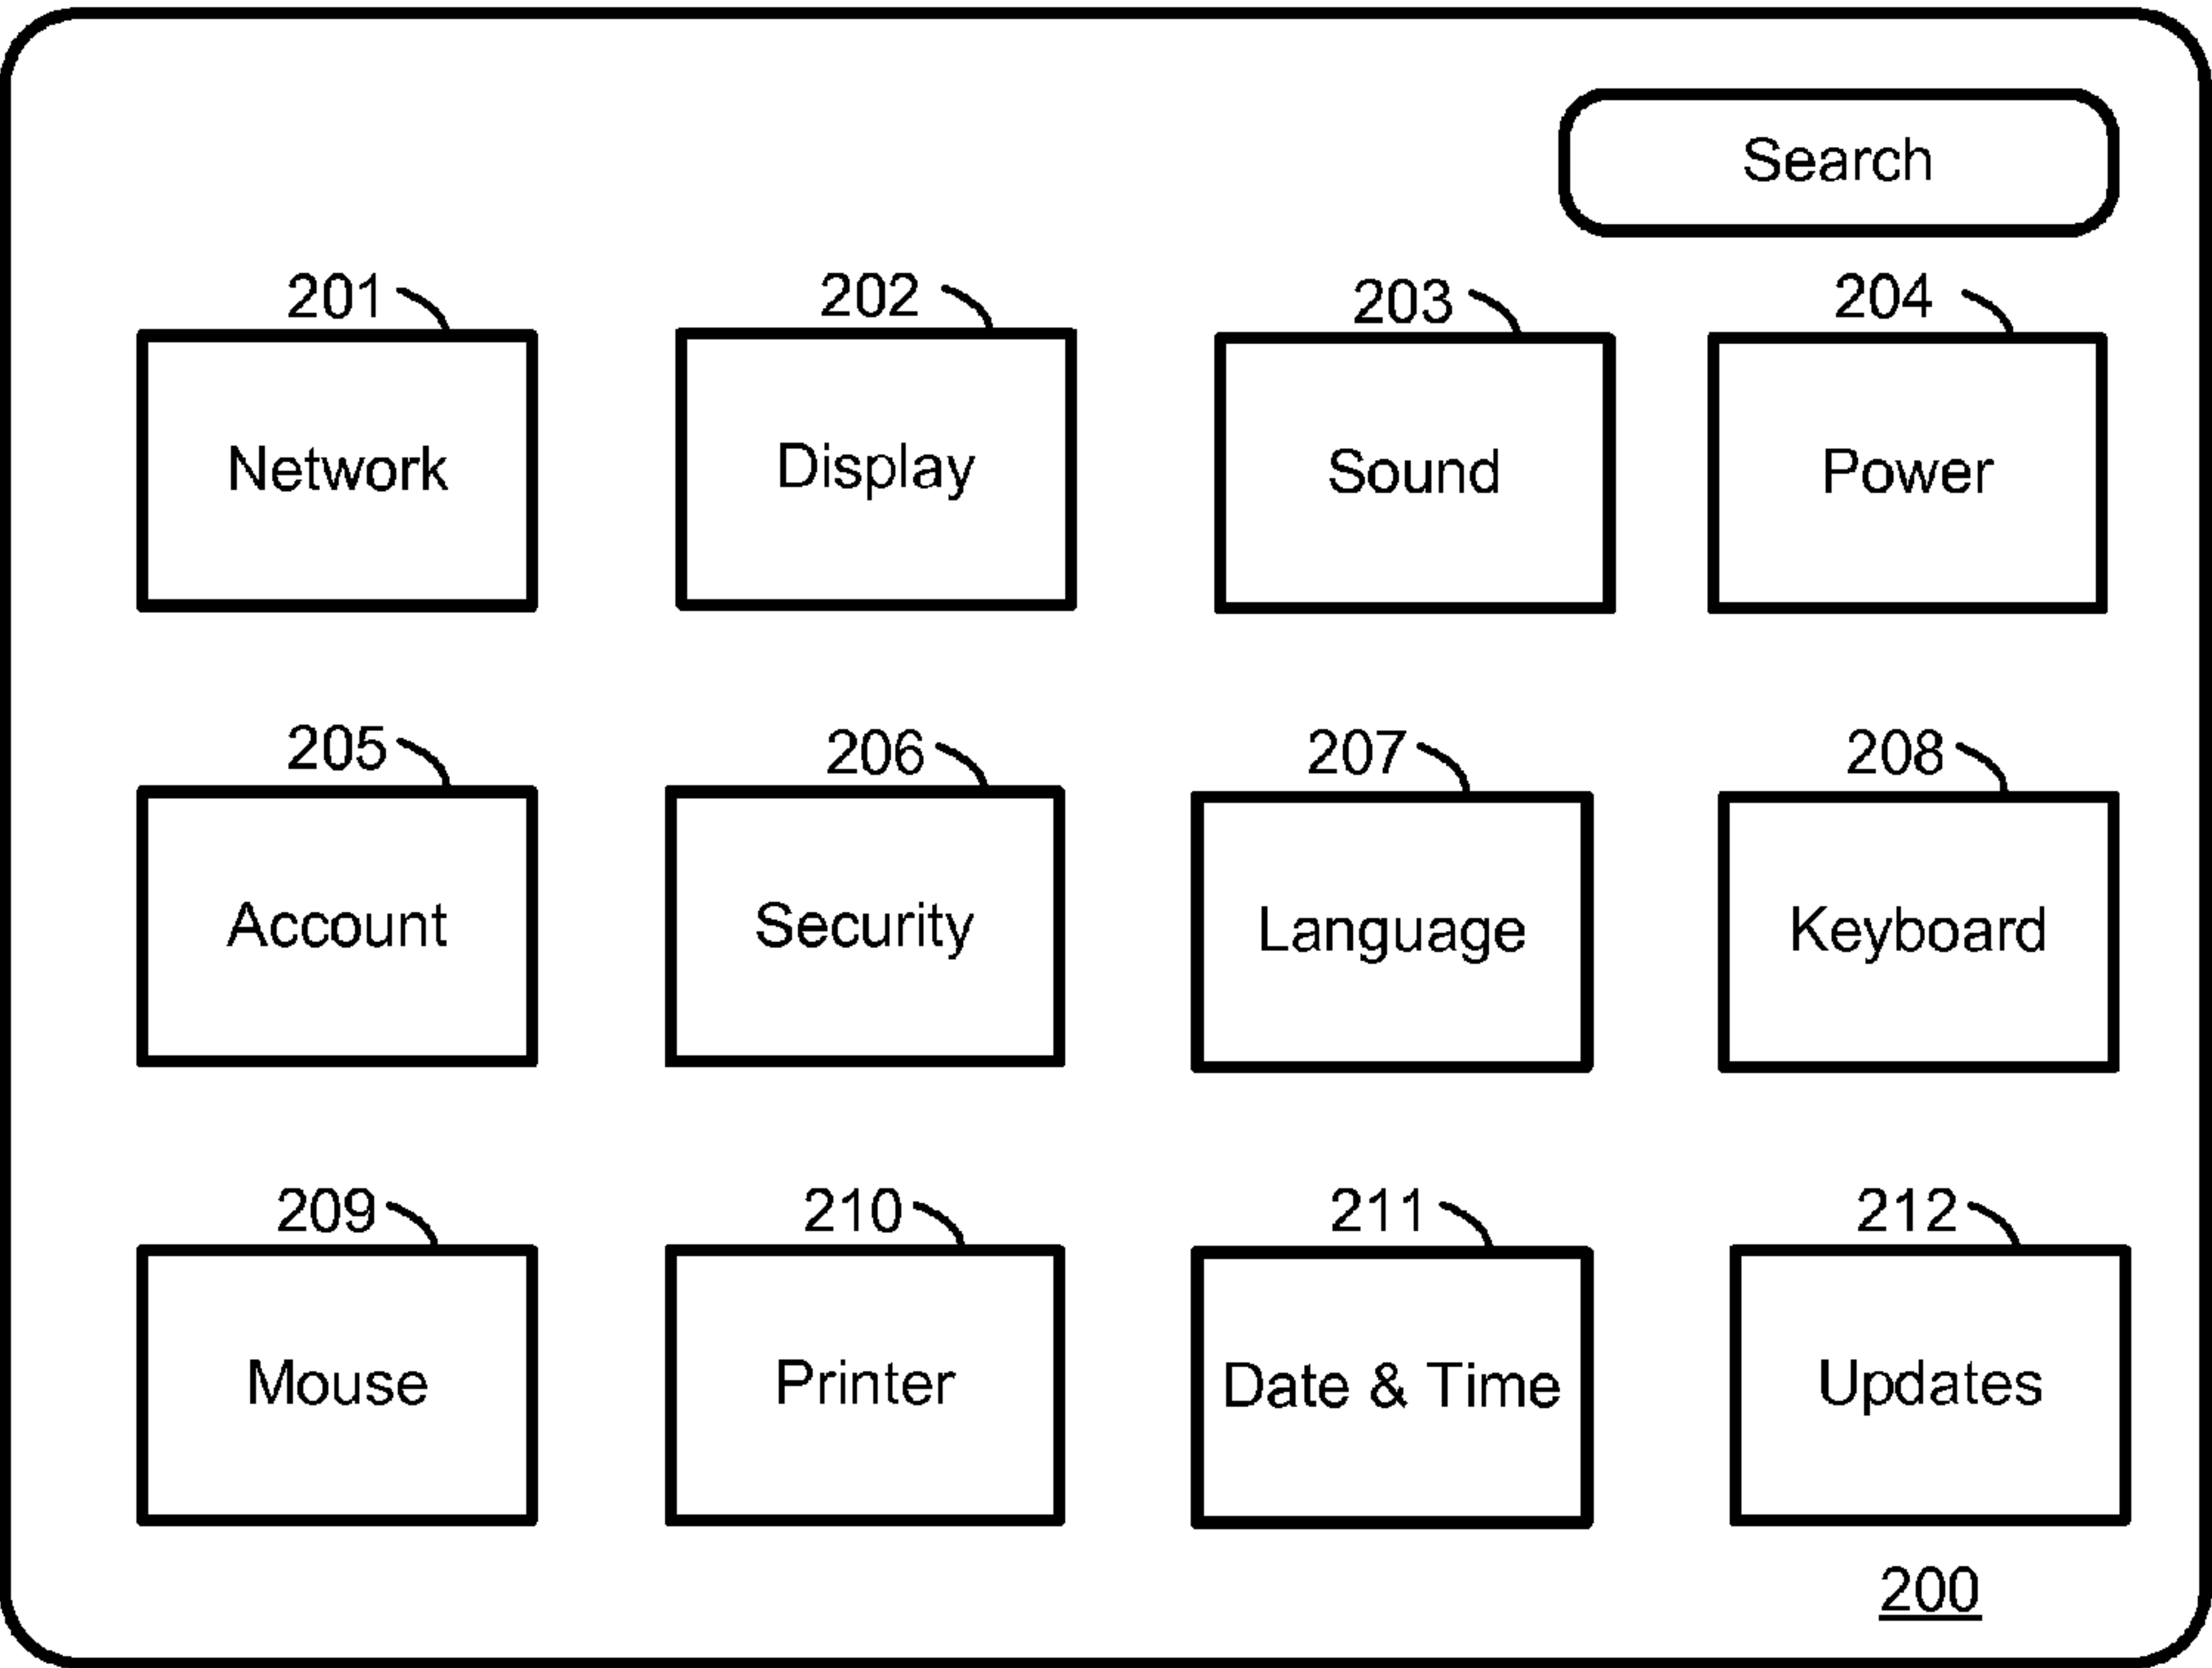 Search
201
202
203
204
Network
Display
Sound
Power
205
206
207
208
Account
Security
Language
Keyboard
209
210
211
212
Mouse
Printer
Date & Time
Updates
200